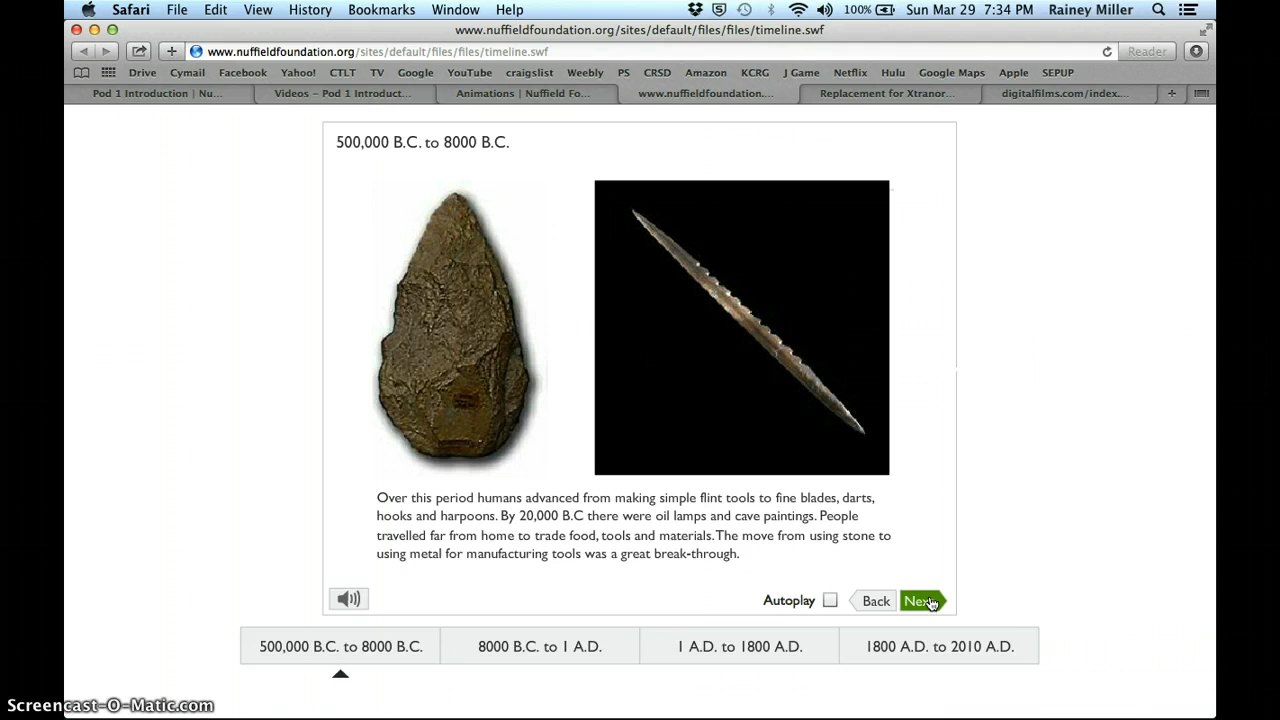 Safari File Edit View History Bookmarks Window Help 100% Sun Mar 29 7:34 PM Rainey Miller
www.nuffieldfoundation.org/sites/default/files/files/timeline.swf
www.nuffieldfoundation.org/sites/default/files/files/timeline.swf Reader
Drive Cymail Facebook Yahoo! CTLT TV Google YouTube craigslist Weebly PS CRSD Amazon KCRG J Game Netflix Hulu Google Maps Apple SEPUP
Pod 1 Introduction | Nu... Videos – Pod 1 Introduct... Animations | Nuffield Fo... www.nuffieldfoundation.... Replacement for Xtranor... digitalfilms.com/index....
500,000 B.C. to 8000 B.C.
Over this period humans advanced from making simple flint tools to fine blades, darts,
hooks and harpoons. By 20,000 B.C there were oil lamps and cave paintings. People
travelled far from home to trade food, tools and materials. The move from using stone to
using metal for manufacturing tools was a great break-through.
Autoplay Back Next
500,000 B.C. to 8000 B.C. 8000 B.C. to 1 A.D. 1 A.D. to 1800 A.D. 1800 A.D. to 2010 A.D.
Screencast-O-Matic.com